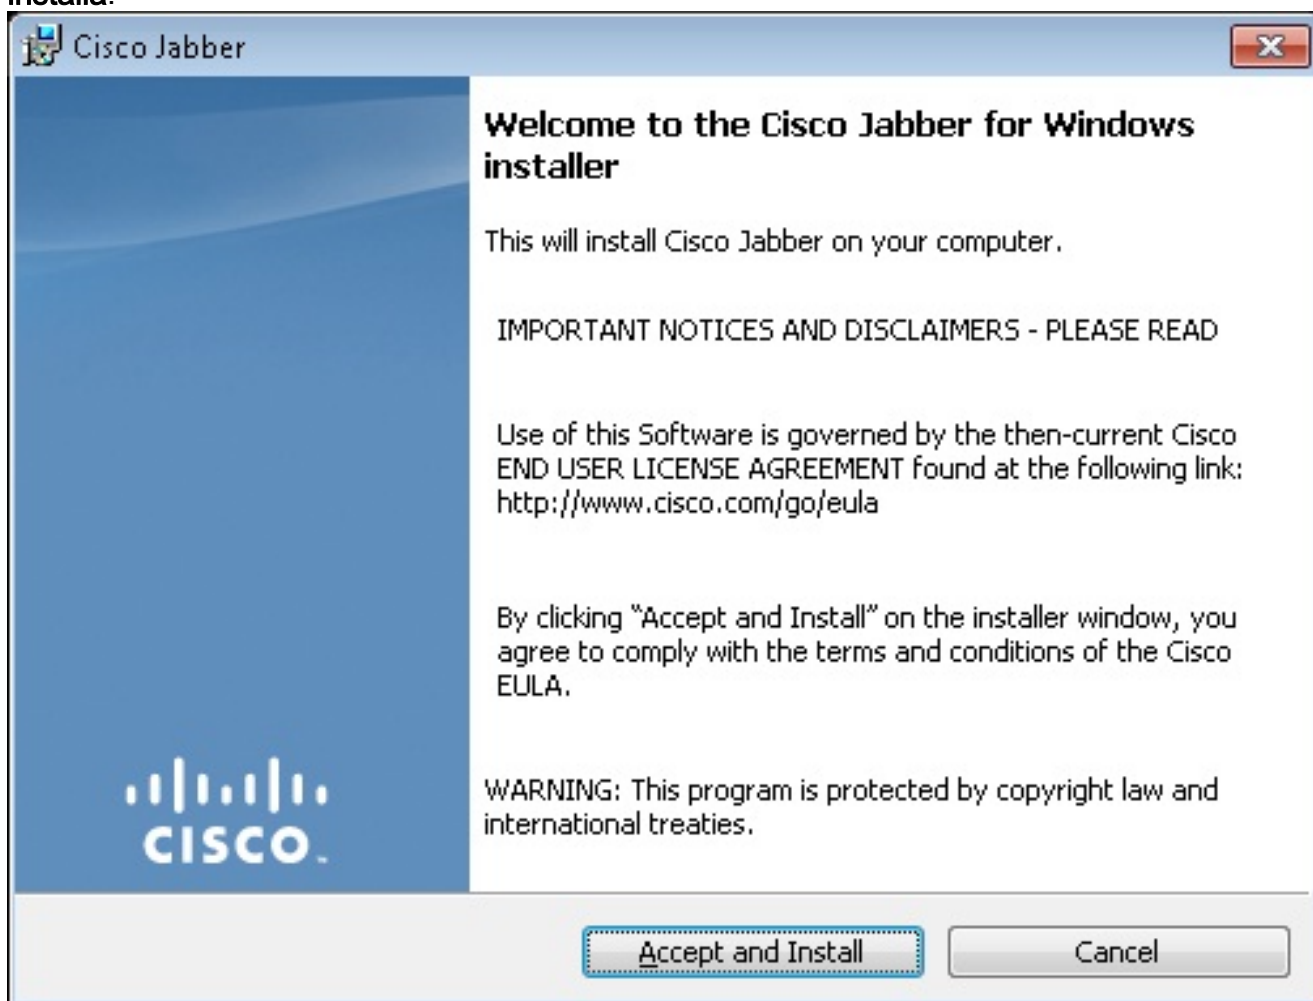 installa.
Cisco Jabber
Welcome to the Cisco Jabber for Windows
installer
This will install Cisco Jabber on your computer.
IMPORTANT NOTICES AND DISCLAIMERS - PLEASE READ
Use of this Software is governed by the then-current Cisco
END USER LICENSE AGREEMENT found at the following link:
http://www.cisco.com/go/eula
By clicking “Accept and Install” on the installer window, you
agree to comply with the terms and conditions of the Cisco
EULA.
WARNING: This program is protected by copyright law and
international treaties.
CISCO
Accept and Install
Cancel